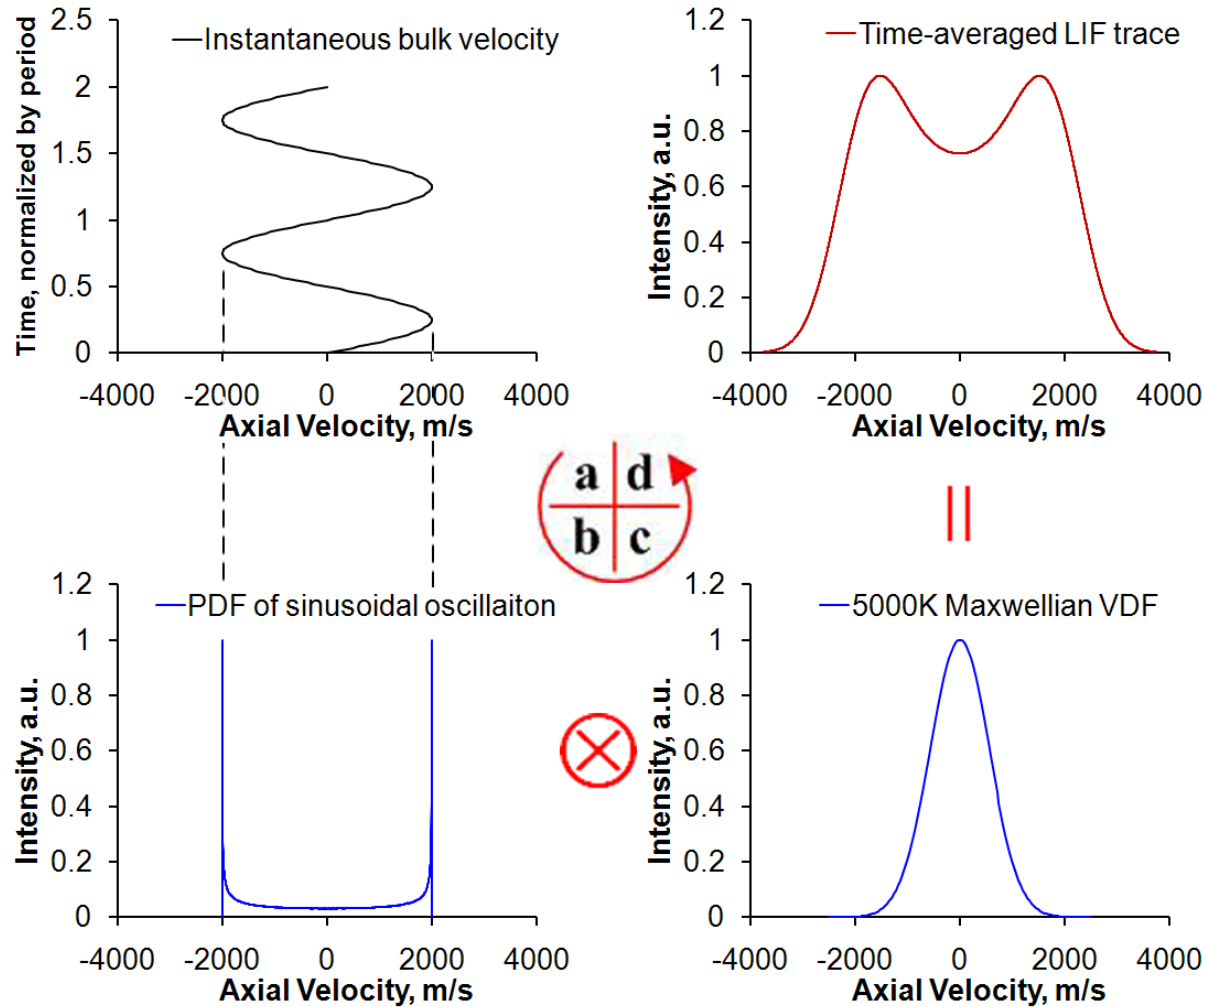 Time, normalized by period
2.5
2
1.5
1
0.5
0
Instantaneous bulk velocity
-4000 -2000 0 2000 4000
Axial Velocity, m/s
Intensity, a.u.
1.2
1
0.8
0.6
0.4
0.2
0
Time-averaged LIF trace
-4000 -2000 0 2000 4000
Axial Velocity, m/s
a d
b c
Intensity, a.u.
1.2
1
0.8
0.6
0.4
0.2
0
PDF of sinusoidal oscillaiton
-4000 -2000 0 2000 4000
Axial Velocity, m/s
Intensity, a.u.
1.2
1
0.8
0.6
0.4
0.2
0
5000K Maxwellian VDF
-4000 -2000 0 2000 4000
Axial Velocity, m/s